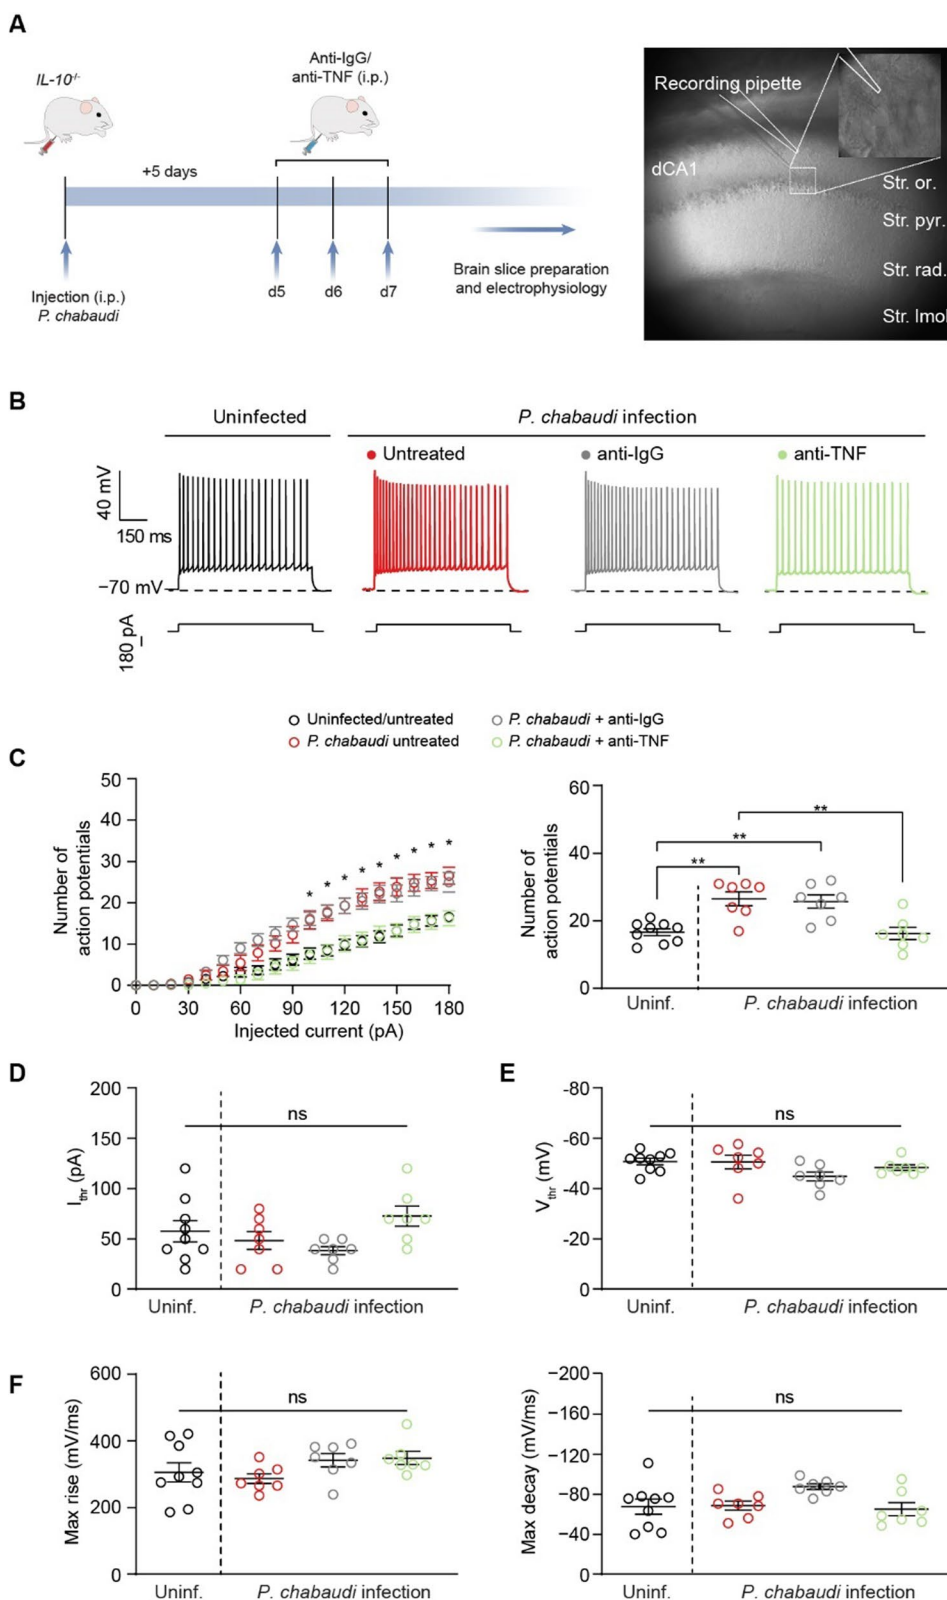 A
IL-10-/-
Anti-IgG/
anti-TNF (i.p.)
+5 days
Injection (i.p.)
P. chabaudi
d5
d6
d7
Brain slice preparation
and electrophysiology
Recording pipette
dCA1
Str. or.
Str. pyr.
Str. rad.
Str. lmol
B
Uninfected
P. chabaudi infection
Untreated
anti-IgG
anti-TNF
40 mV
150 ms
−70 mV
180 pA
Uninfected/untreated
P. chabaudi + anti-IgG
P. chabaudi untreated
P. chabaudi + anti-TNF
C
Number of
action potentials
50
40
30
20
10
0
* * * * * * * * *
0 30 60 90 120 150 180
Injected current (pA)
Number of
action potentials
60
40
20
0
**
**
**
Uninf.
P. chabaudi infection
D
Ithr (pA)
200
150
100
50
0
ns
Uninf.
P. chabaudi infection
E
Vthr (mV)
-80
-60
-40
-20
0
ns
Uninf.
P. chabaudi infection
F
Max rise (mV/ms)
600
400
200
0
ns
Uninf.
P. chabaudi infection
Max decay (mV/ms)
−200
−160
−120
−80
−40
0
ns
Uninf.
P. chabaudi infection